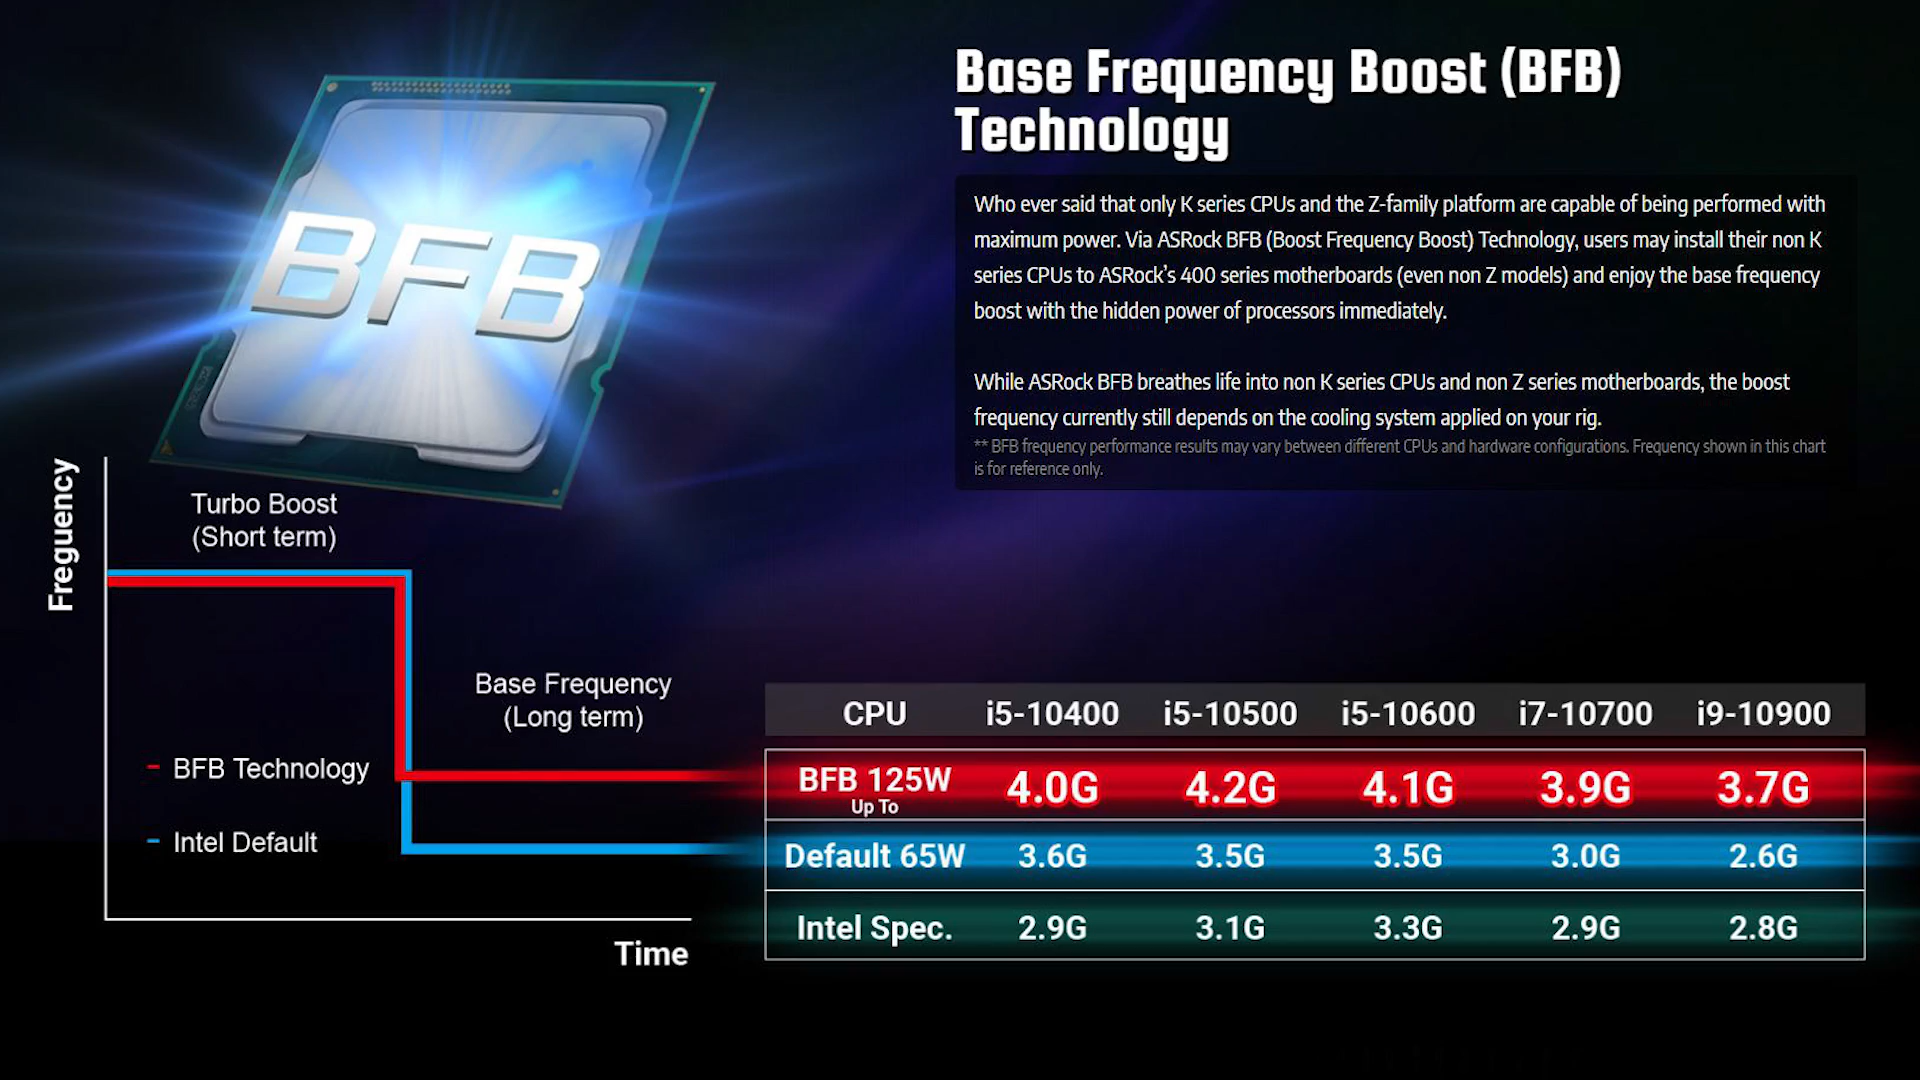 Base Frequency Boost (BFB)
Technology
Who ever said that only K series CPUs and the Z-family platform are capable of being performed with
maximum power. Via ASRock BFB (Boost Frequency Boost) Technology, users may install their non K
series CPUs to ASRock's 400 series motherboards (even non Z models) and enjoy the base frequency
boost with the hidden power of processors immediately.
While ASRock BFB breathes life into non K series CPUs and non Z series motherboards, the boost
frequency currently still depends on the cooling system applied on your rig.
** BFB frequency performance results may vary between different CPUs and hardware configurations. Frequency shown in this chart
is for reference only.
BFB
Freguency
Turbo Boost
(Short term)
Base Frequency
(Long term)
- BFB Technology
- Intel Default
Time
CPU i5-10400 i5-10500 i5-10600 i7-10700 i9-10900
BFB 125W 4.0G 4.2G 4.1G 3.9G 3.7G
Up To
Default 65W 3.6G 3.5G 3.5G 3.0G 2.6G
Intel Spec. 2.9G 3.1G 3.3G 2.9G 2.8G